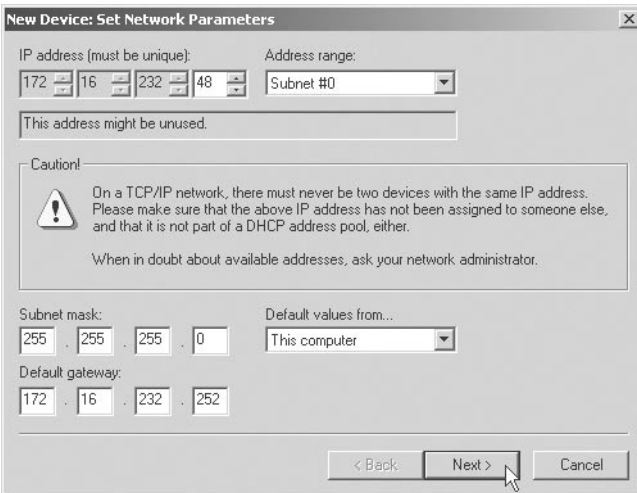 New Device: Set Network Parameters
IP address (must be unique):
Address range:
172 16 232 48
Subnet #0
This address might be unused.
Caution!
On a TCP/IP network, there must never be two devices with the same IP address.
Please make sure that the above IP address has not been assigned to someone else,
and that it is not part of a DHCP address pool, either.
When in doubt about available addresses, ask your network administrator.
Subnet mask:
Default values from...
255 . 255 . 255 . 0
This computer
Default gateway:
172 . 16 . 232 . 252
< Back
Next >
Cancel